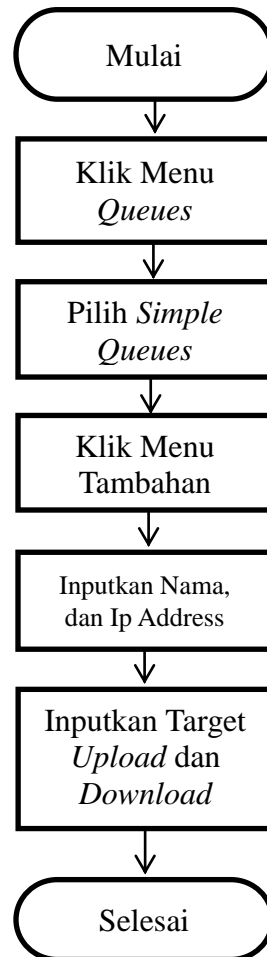 Mulai
Klik Menu
Queues
Pilih Simple
Queues
Klik Menu
Tambahan
Inputkan Nama,
dan Ip Address
Inputkan Target
Upload dan
Download
Selesai